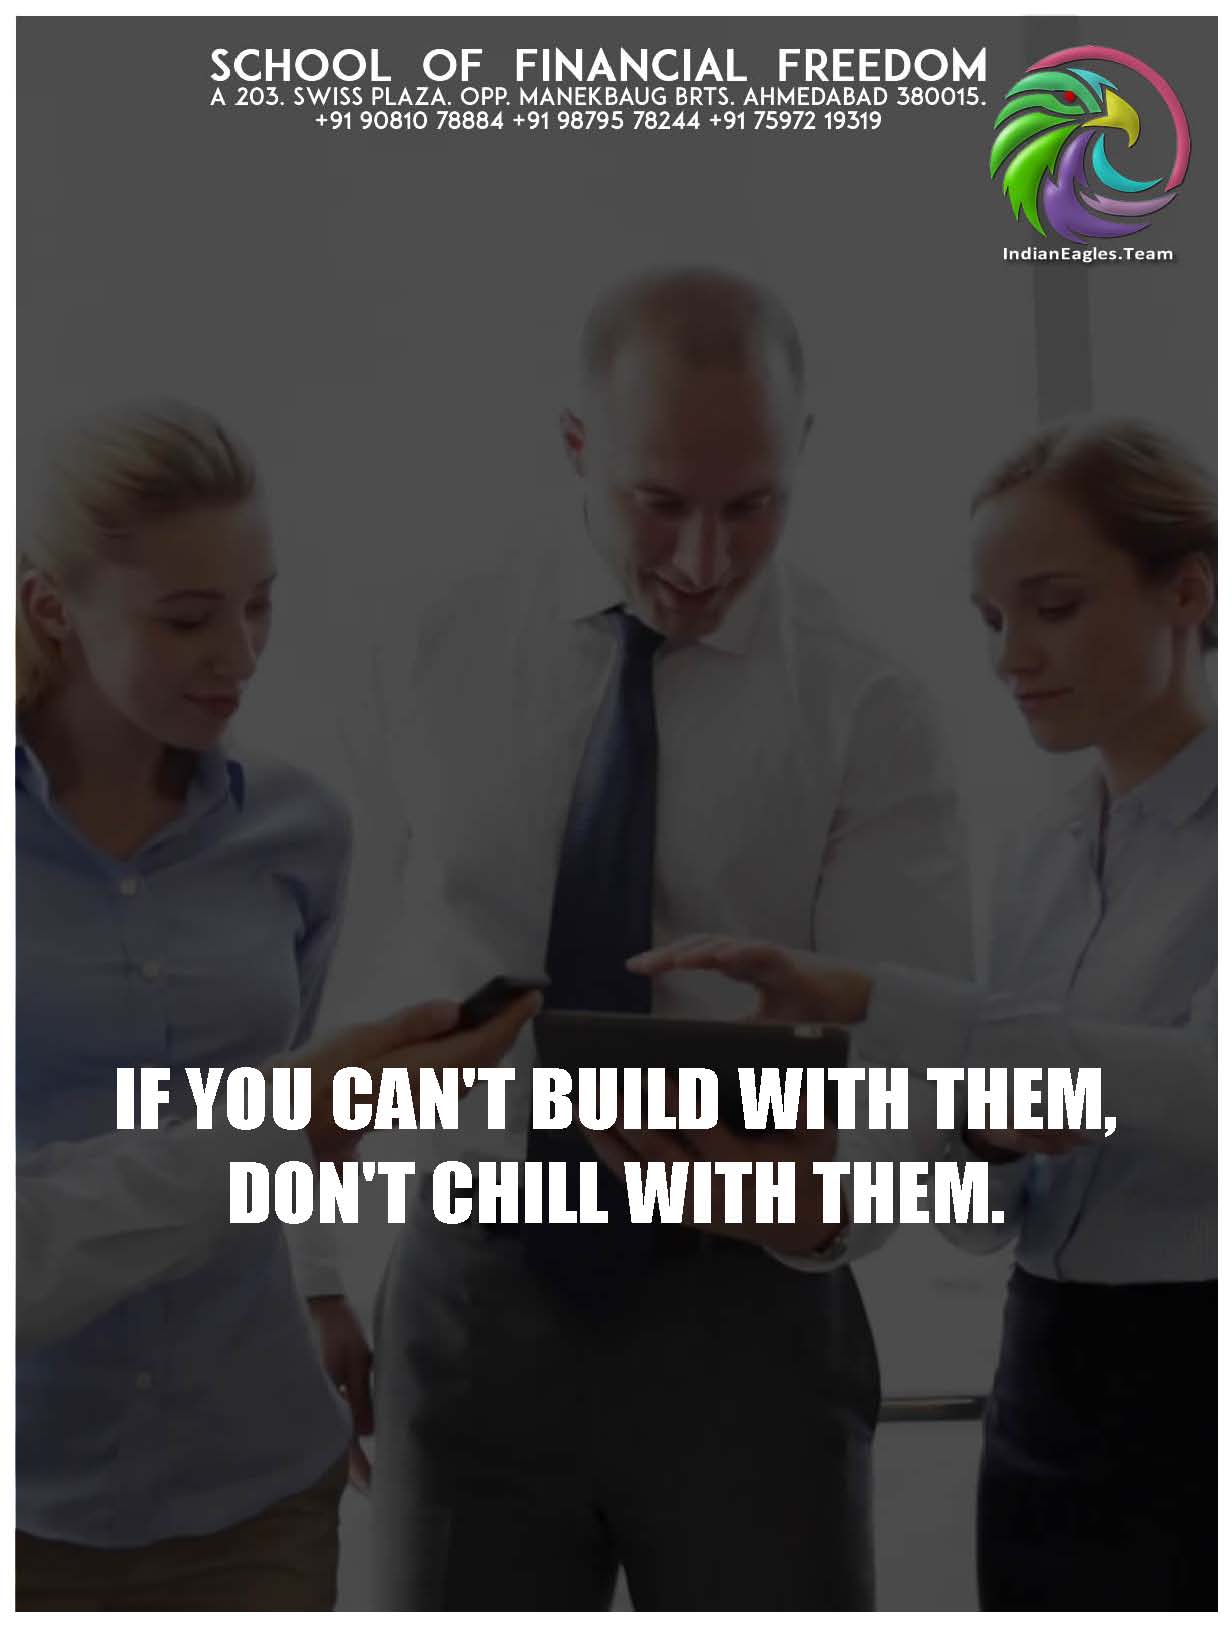 SCHOOL OF FINANCIAL FREEDOM
A 203. SWISS PLAZA. OPP. MANEKBAUG BRTS. AHMEDABAD 380015.
+91 90810 78884 +91 98795 78244 +91 75972 19319
IndianEagles.Team
IF YOU CAN'T BUILD WITH THEM,
DON'T CHILL WITH THEM.